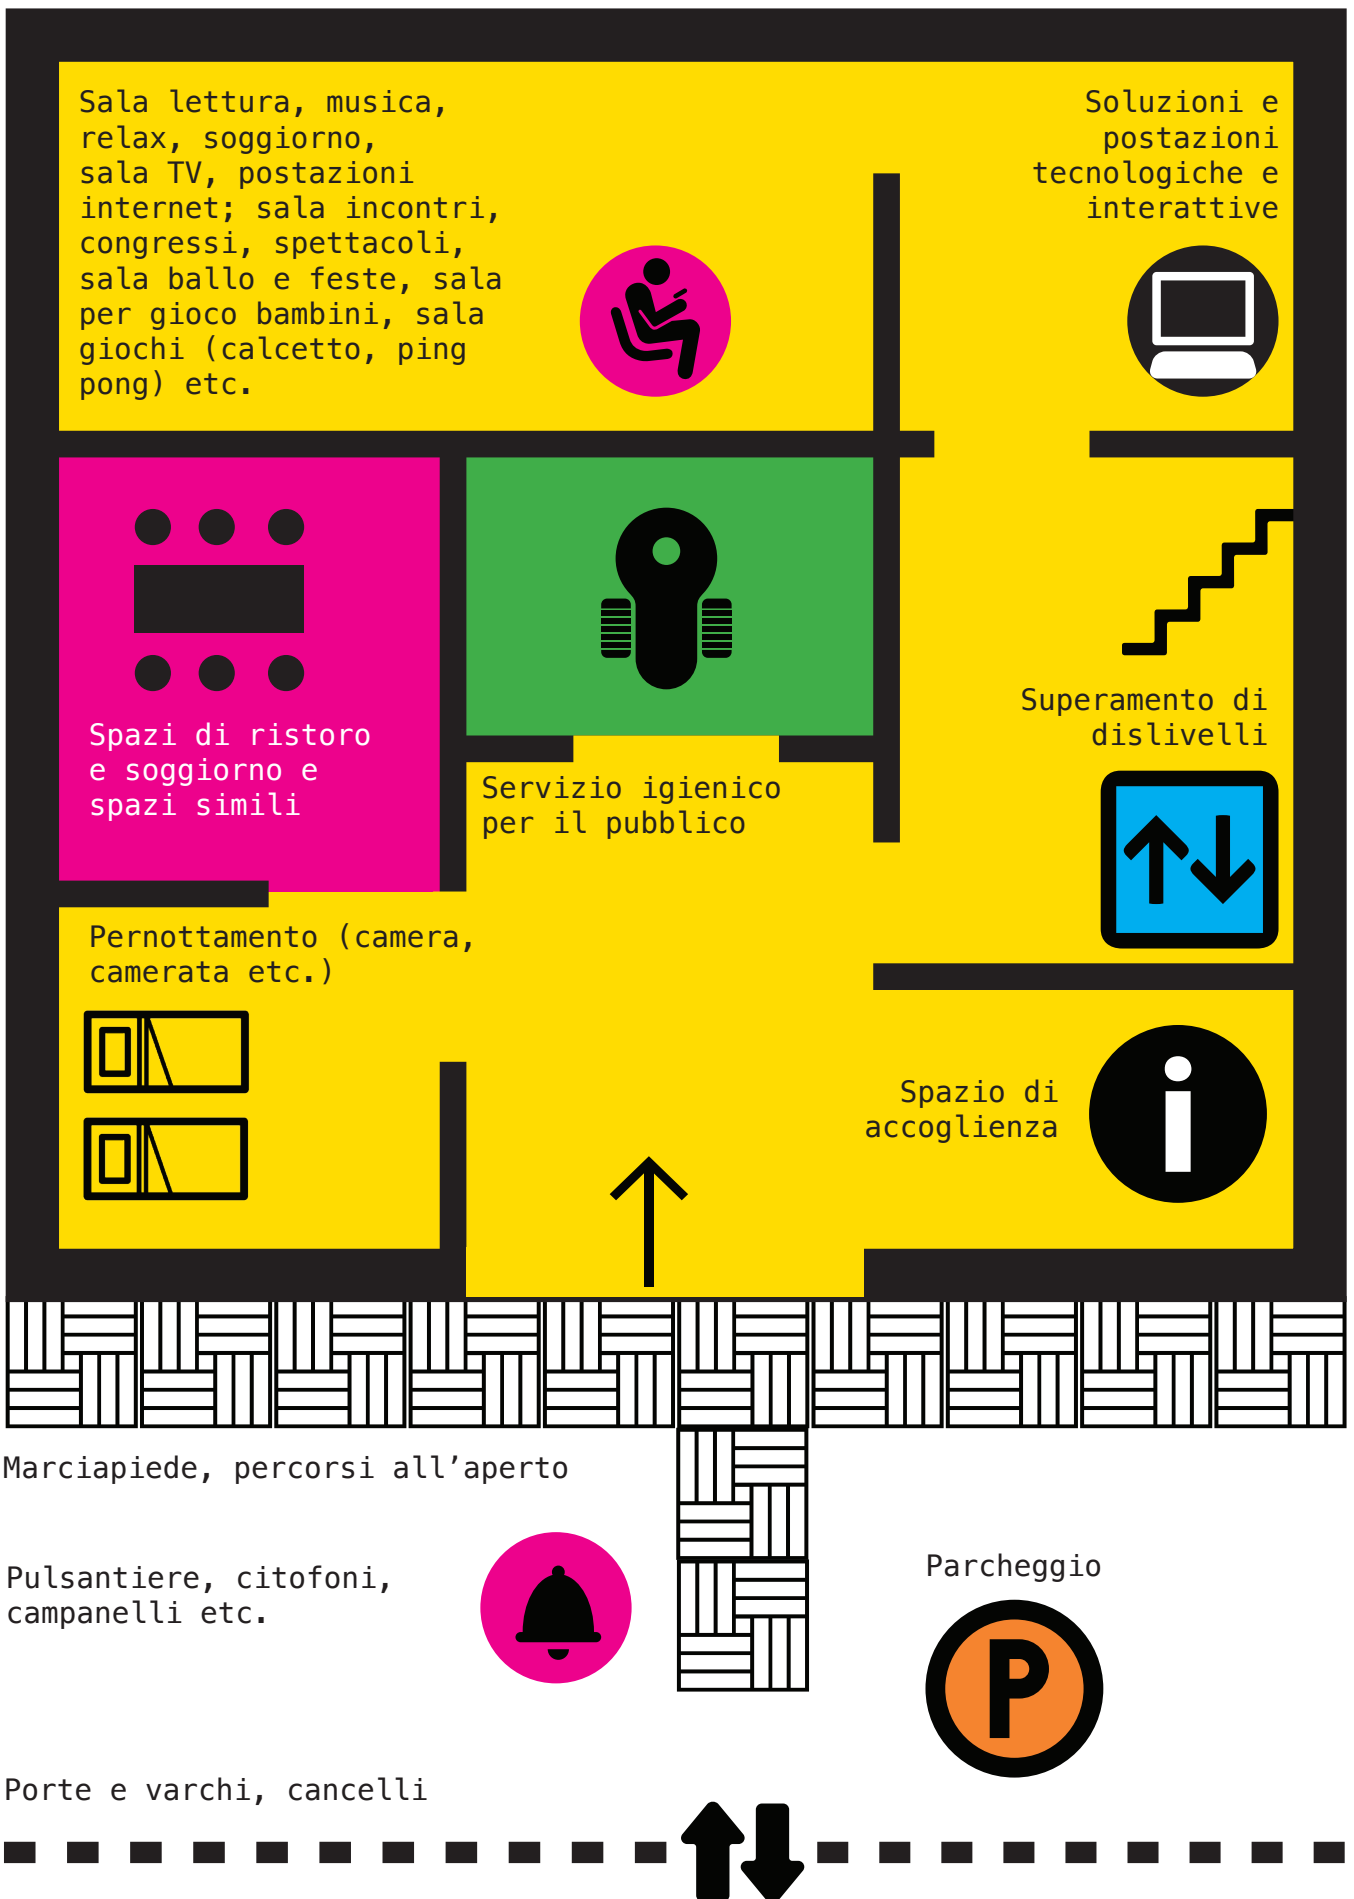 Sala lettura, musica,
relax, soggiorno,
sala TV, postazioni
internet; sala incontri,
congressi, spettacoli,
sala ballo e feste, sala
per gioco bambini, sala
giochi (calcetto, ping
pong) etc.
Soluzioni e
postazioni
tecnologiche e
interattive
Spazi di ristoro
e soggiorno e
spazi simili
Servizio igienico
per il pubblico
Superamento di
dislivelli
Pernottamento (camera,
camerata etc.)
Spazio di
accoglienza
i
Marciapiede, percorsi all’aperto
Pulsantiere, citofoni,
campanelli etc.
Parcheggio
P
Porte e varchi, cancelli